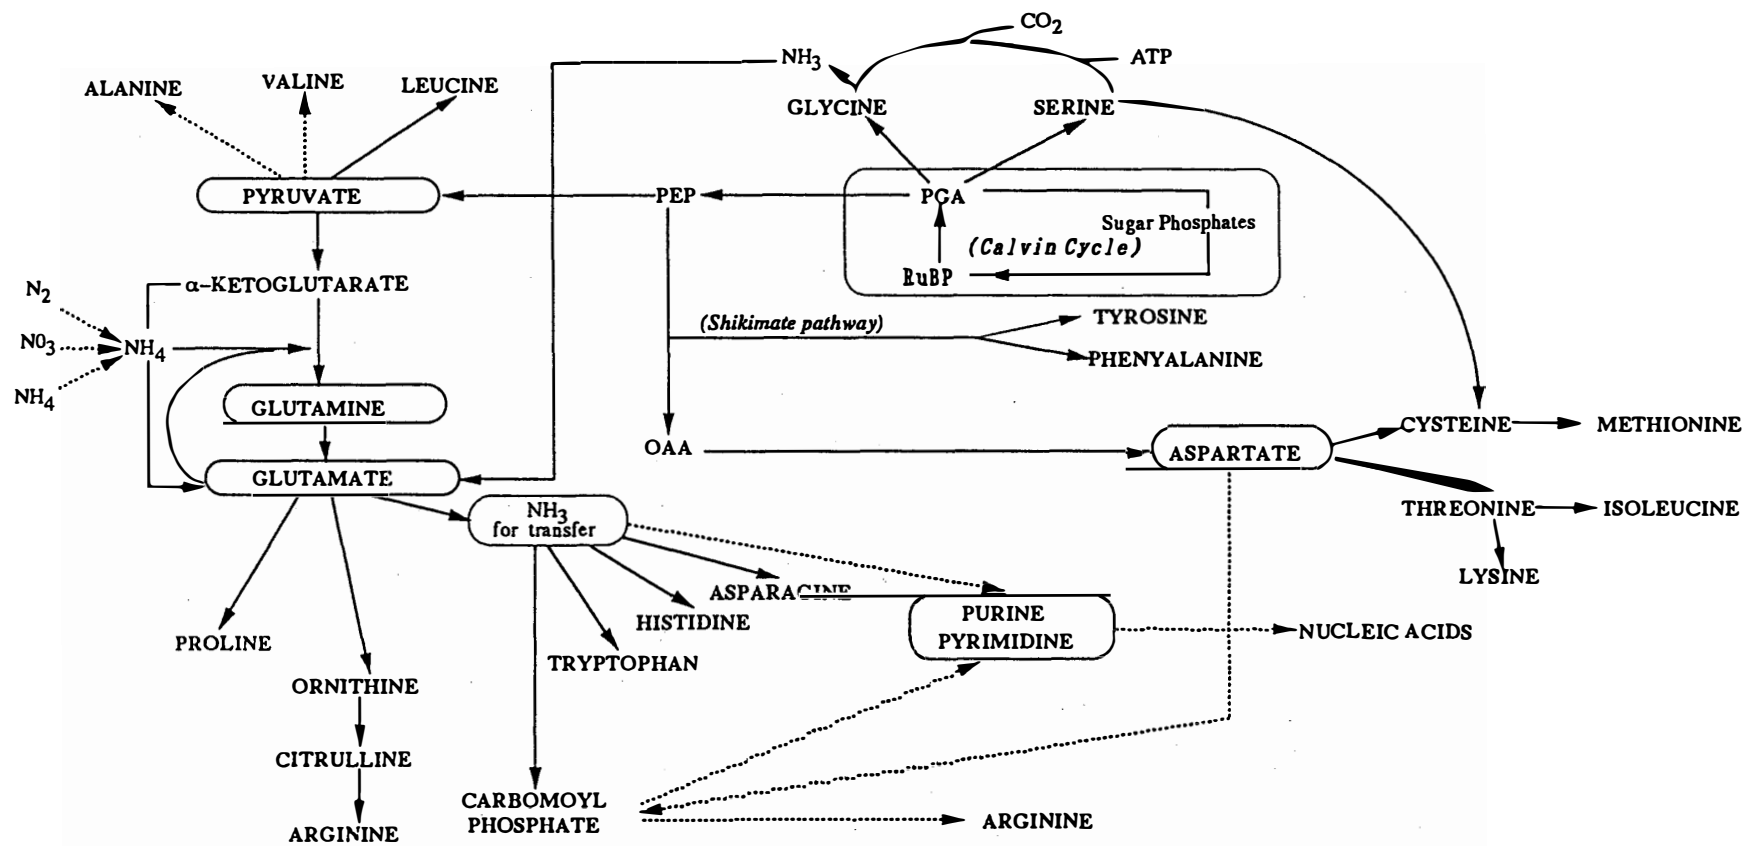 CO2
NH3
ATP
ALANINE
VALINE
LEUCINE
GLYCINE
SERINE
PYRUVATE
PEP
PGA
Sugar Phosphates
(Calvin Cycle)
RuBP
α-KETOGLUTARATE
N2
NO3
NH4
NH4
(Shikimate pathway)
TYROSINE
PHENYALANINE
GLUTAMINE
OAA
ASPARTATE
CYSTEINE
METHIONINE
GLUTAMATE
NH3
for transfer
THREONINE
ISOLEUCINE
LYSINE
ASPARAGINE
HISTIDINE
TRYPTOPHAN
PURINE
PYRIMIDINE
NUCLEIC ACIDS
PROLINE
ORNITHINE
CITRULLINE
ARGININE
CARBOMOYL
PHOSPHATE
ARGININE